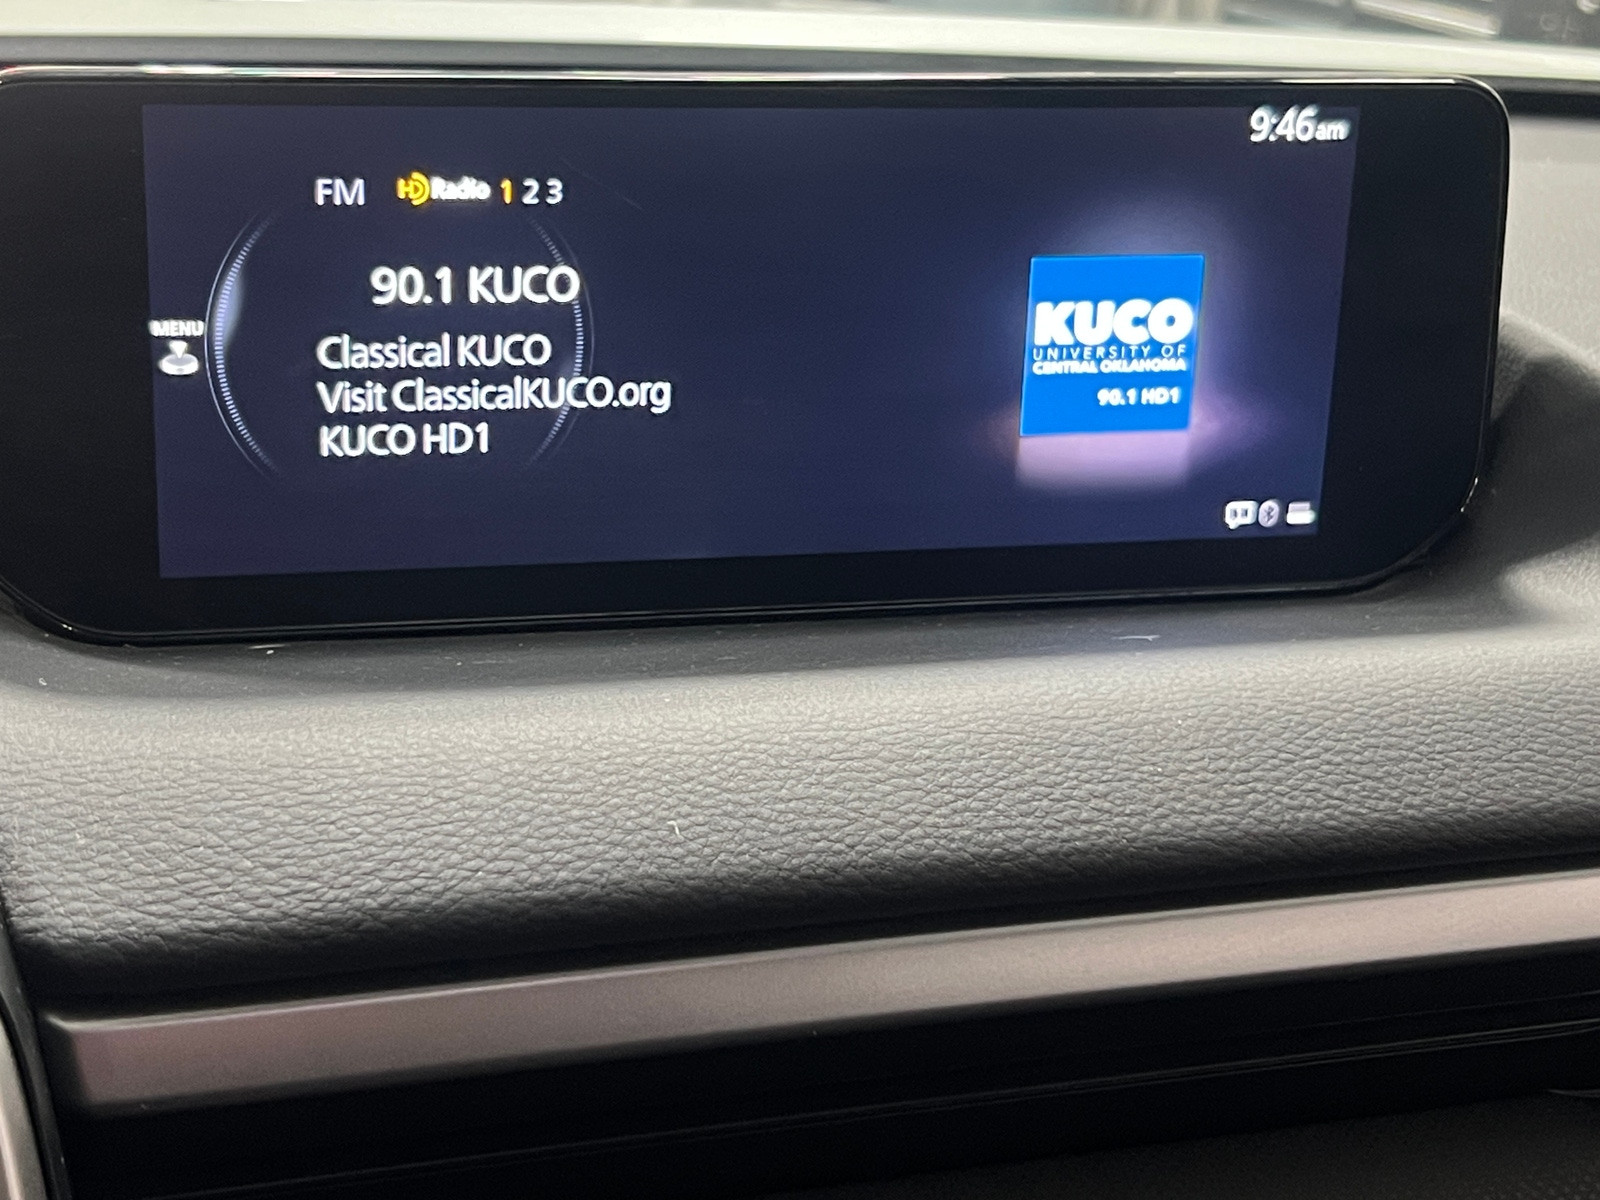 9:46am
FM HD Radio 1 2 3
90.1 KUCO
MENU
Classical KUCO
Visit ClassicalKUCO.org
KUCO HD1
KUCO
UNIVERSITY OF
CENTRAL OKLAHOMA
90.1 HD1